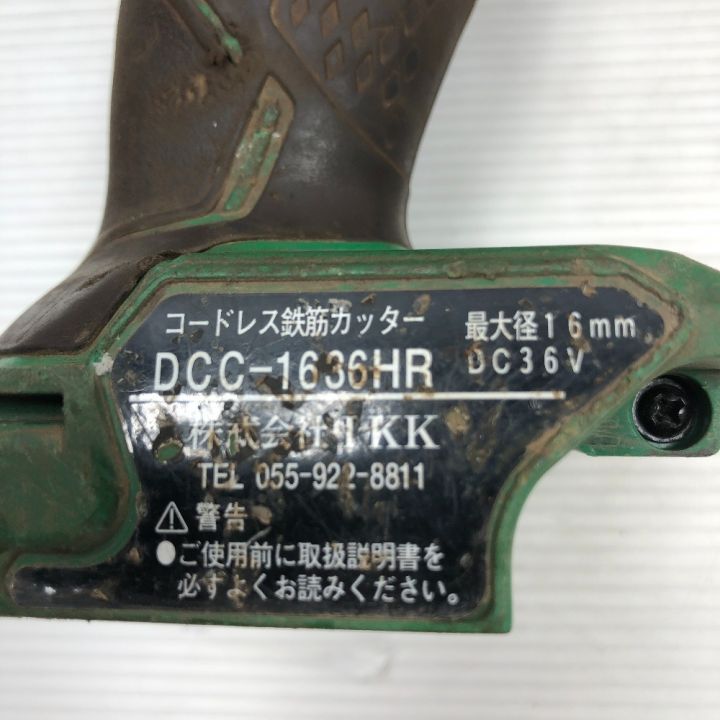 コードレス鉄筋カッター 最大径16mm
DCC-1636HR DC36V
株式会社IKK
TEL 055-922-8811
⚠警告
●ご使用前に取扱説明書を
必ずよくお読みください。